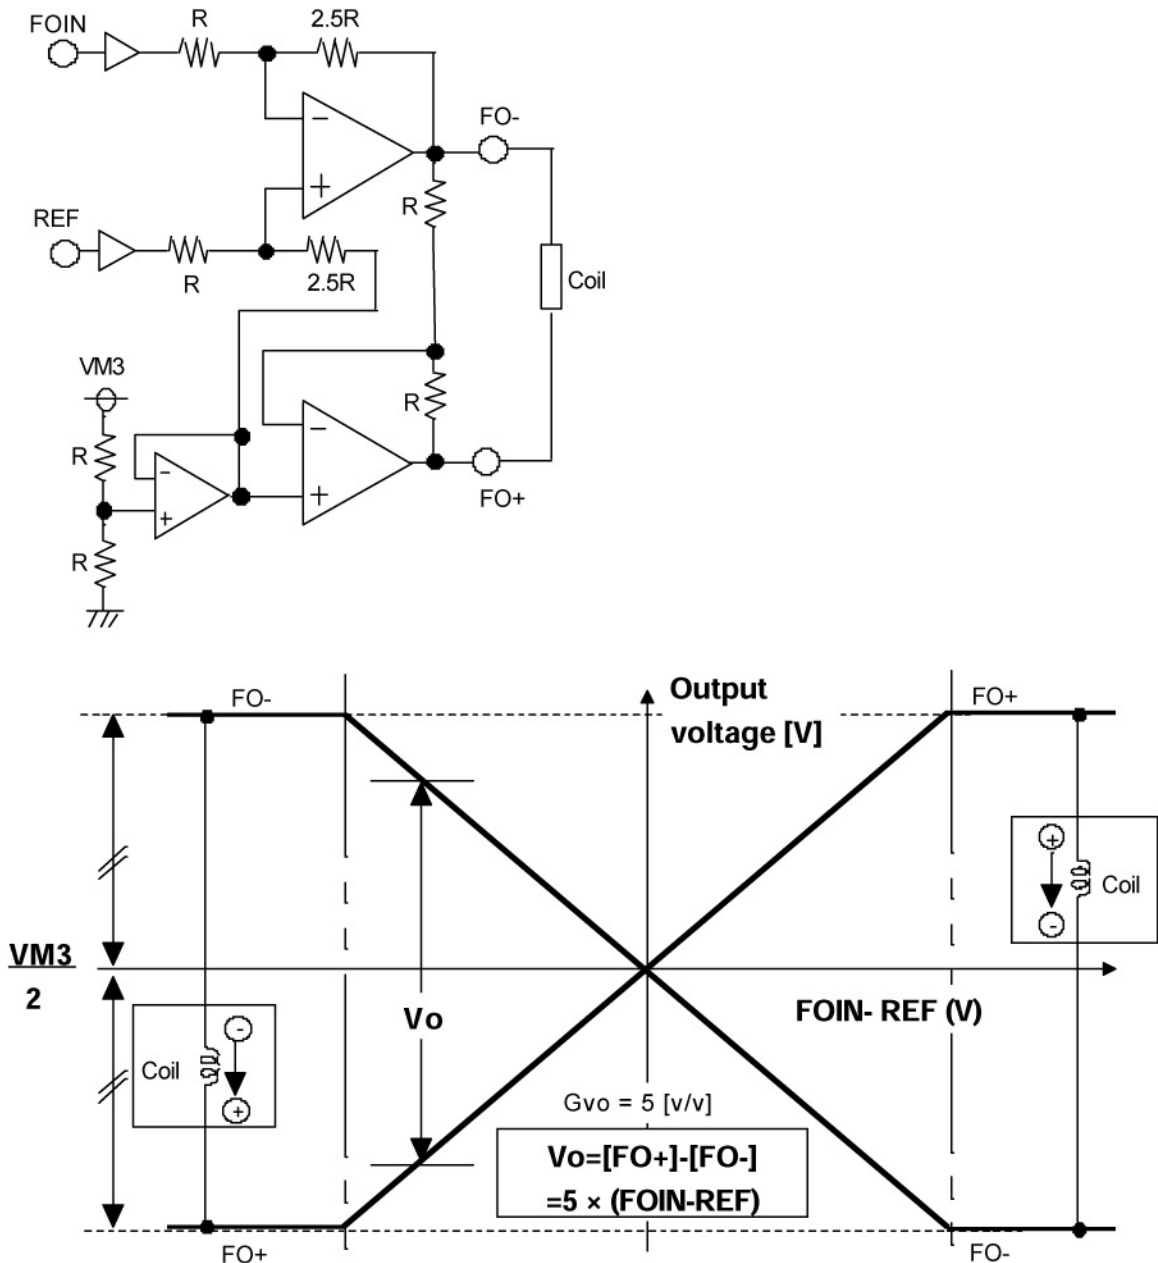 FOIN
R
2.5R
−
FO-
+
R
REF
R
2.5R
Coil
VM3
R
R
−
-
+
+
FO+
R
FO-
Output
voltage [V]
FO+
+
Coil
-
VM3
2
Vo
FOIN- REF (V)
Coil
-
+
Gvo = 5 [v/v]
Vo=[FO+]-[FO-]
=5 × (FOIN-REF)
FO+
FO-